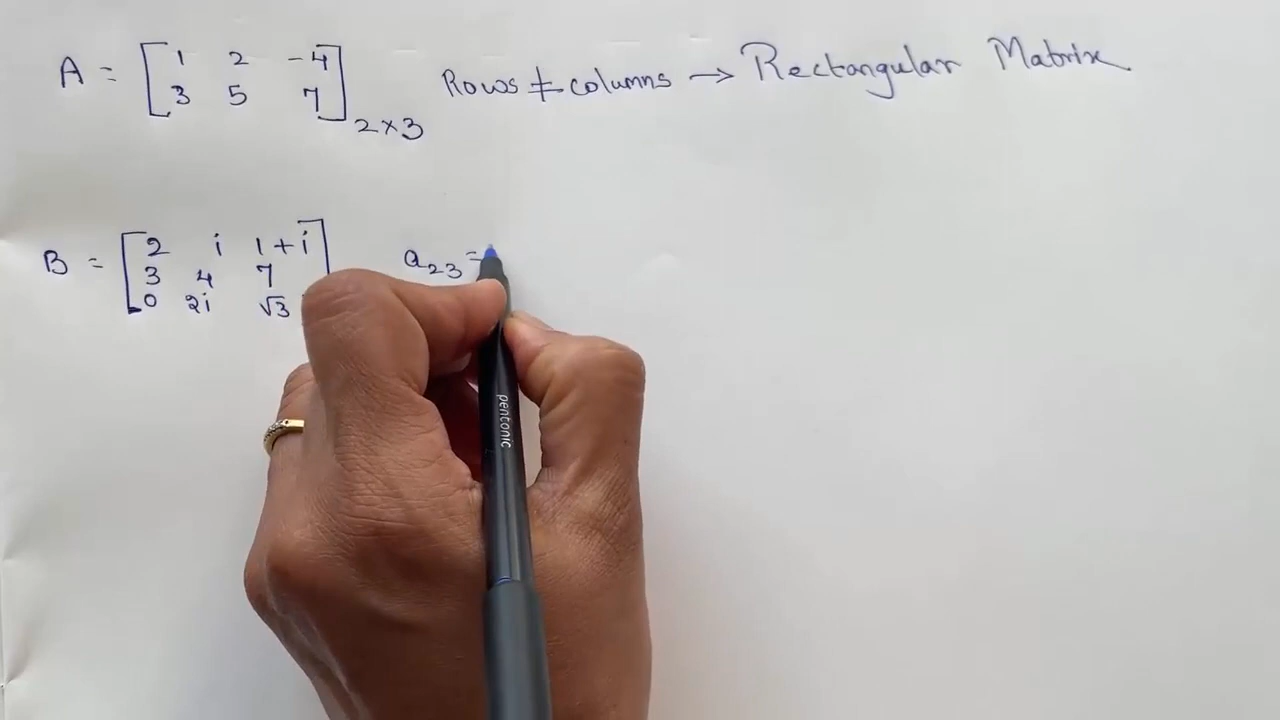 A = [ 1 2 -4 Rows ≠ columns → Rectangular Matrix
3 5 7 ] 2×3
B = [ 2 i 1+i a23 =
3 4 7
0 2i √3
pentonic